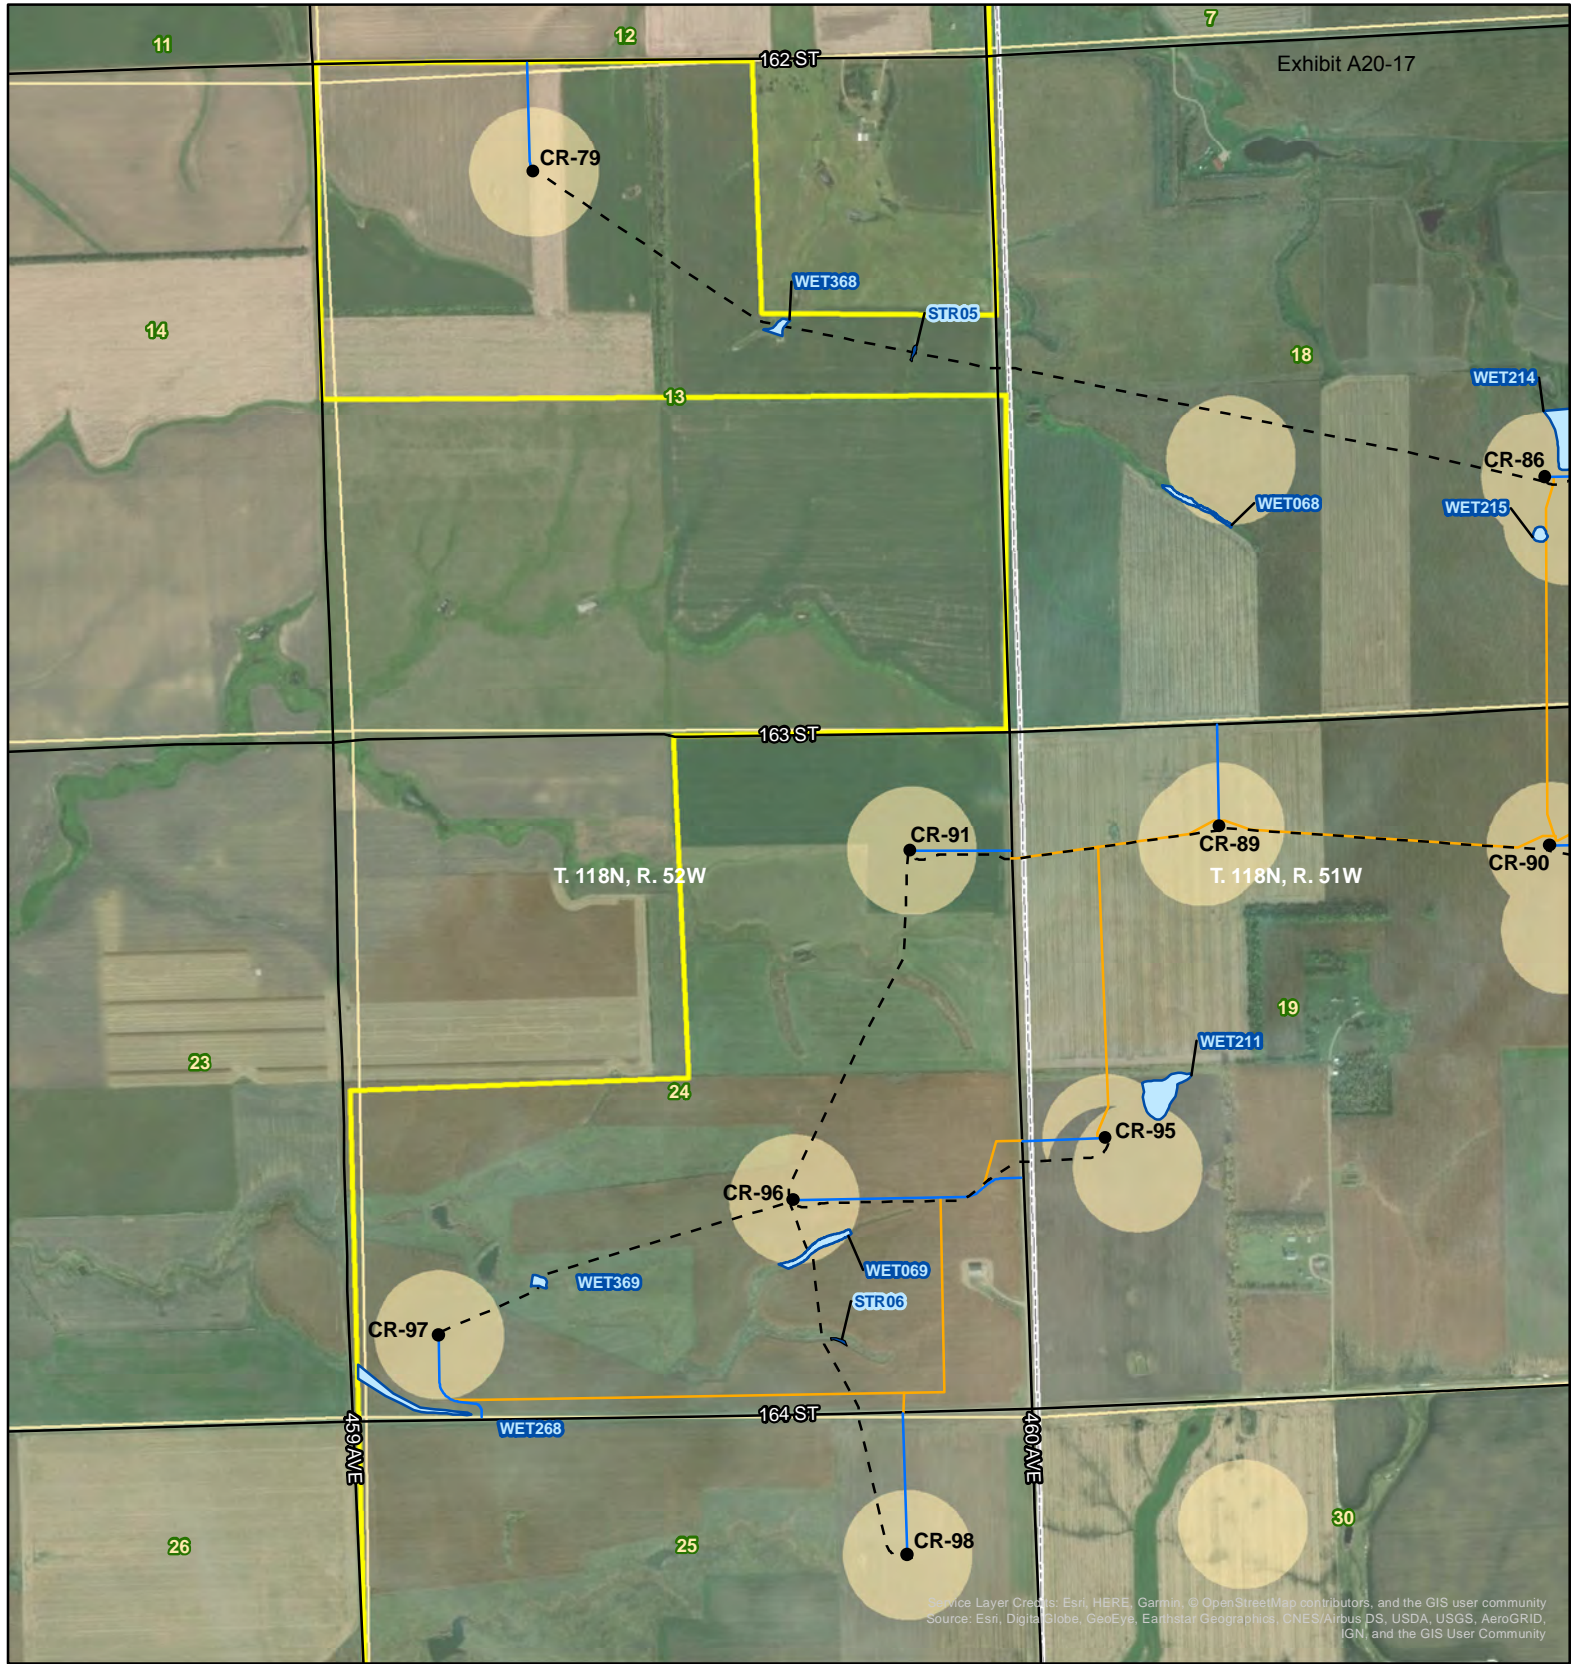 11
12
7
162 ST
Exhibit A20-17
CR-79
WET368
STR05
14
18
WET214
13
CR-86
WET068
WET215
163 ST
CR-91
CR-89
CR-90
T. 118N, R. 52W
T. 118N, R. 51W
19
WET211
23
24
CR-95
CR-96
WET069
WET369
STR06
CR-97
164 ST
WET268
459 AVE
460 AVE
26
25
30
CR-98
Service Layer Credits: Esri, HERE, Garmin, © OpenStreetMap contributors, and the GIS user community
Source: Esri, DigitalGlobe, GeoEye, Earthstar Geographics, CNES/Airbus DS, USDA, USGS, AeroGRID,
IGN, and the GIS User Community